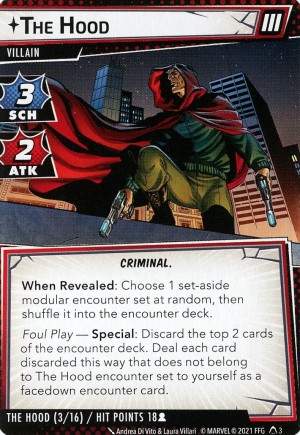 The Hood
III
VILLAIN
3
SCH
2
ATK
CRIMINAL.
When Revealed: Choose 1 set-aside
modular encounter set at random, then
shuffle it into the encounter deck.
Foul Play — Special: Discard the top 2 cards
of the encounter deck. Deal each card
discarded this way that does not belong
to The Hood encounter set to yourself as a
facedown encounter card.
THE HOOD (3/16) / HIT POINTS 18
Andrea Di Vito & Laura Villari © MARVEL © 2021 FFG 3